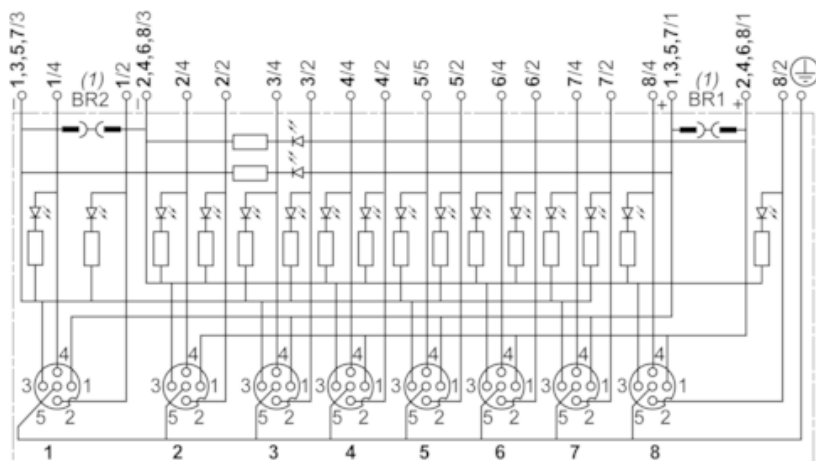 1,3,5,7/3 1/4 1/2 2,4,6,8/3 2/4 2/2 3/4 3/2 4/4 4/2 5/5 5/2 6/4 6/2 7/4 7/2 8/4 1,3,5,7/1 2,4,6,8/1 8/2
(1) (1)
– BR2 – + BR1 +
4 4 4 4 4 4 4 4
3 1 3 1 3 1 3 1 3 1 3 1 3 1 3 1
5 2 5 2 5 2 5 2 5 2 5 2 5 2 5 2
1 2 3 4 5 6 7 8